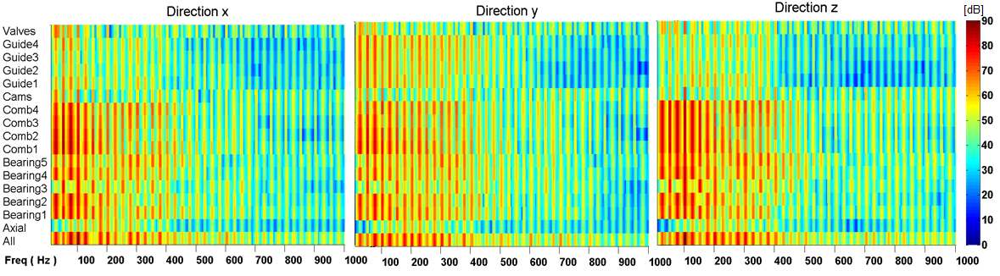 Direction x Direction y Direction z [dB]
Valves
Guide4
Guide3
Guide2
Guide1
Cams
Comb4
Comb3
Comb2
Comb1
Bearing5
Bearing4
Bearing3
Bearing2
Bearing1
Axial
All
90
80
70
60
50
40
30
20
10
0
Freq ( Hz ) 100 200 300 400 500 600 700 800 900 1000 100 200 300 400 500 600 700 800 900 1000 100 200 300 400 500 600 700 800 900 1000